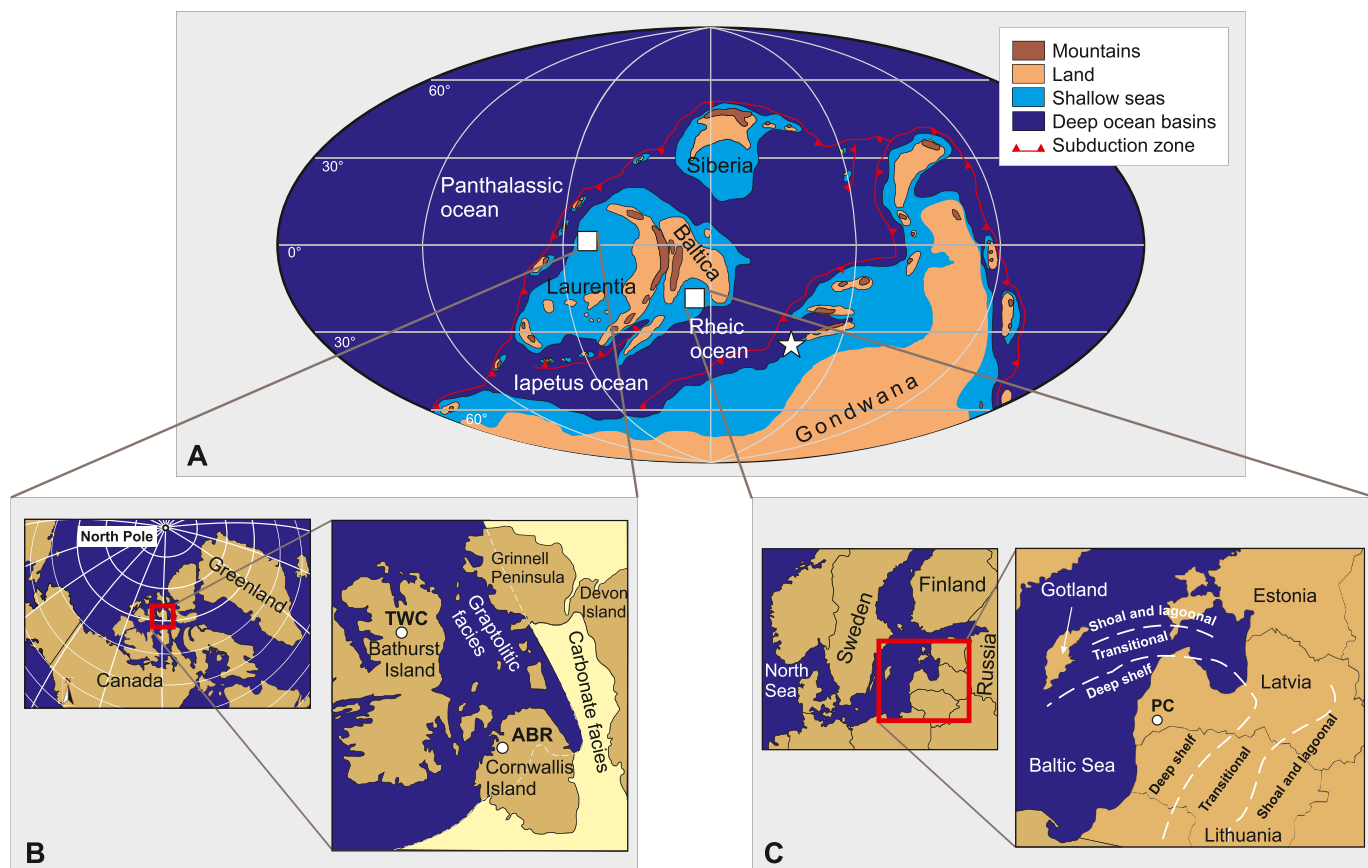 Mountains
Land
Shallow seas
Deep ocean basins
Subduction zone
60°
30°
0°
30°
60°
Siberia
Panthalassic
ocean
Baltica
Laurentia
Rheic
ocean
Iapetus ocean
Gondwana
A
North Pole
Greenland
Canada
Grinnell
Peninsula
Devon
Island
TWC
Bathurst
Island
Graptolitic
facies
Carbonate facies
ABR
Cornwallis
Island
B
Finland
Sweden
Russia
North
Sea
Gotland
Estonia
Shoal and lagoonal
Transitional
Deep shelf
Latvia
PC
Baltic Sea
Deep shelf
Transitional
Shoal and lagoonal
Lithuania
C